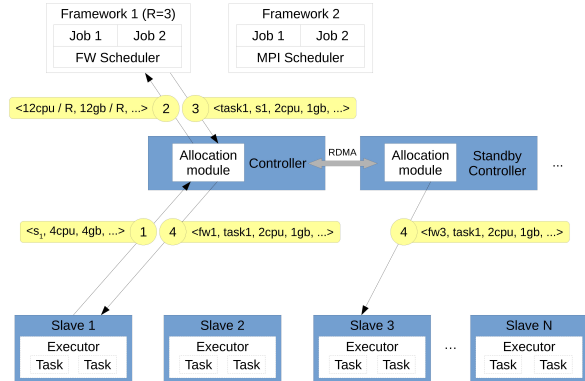 Framework 1 (R=3)
Job 1 Job 2
FW Scheduler
Framework 2
Job 1 Job 2
MPI Scheduler
<12cpu / R, 12gb / R, ...> 2
3 <task1, s1, 2cpu, 1gb, ...>
Allocation
module
Controller
RDMA
Allocation
module
Standby
Controller
...
<s1, 4cpu, 4gb, ...> 1
4 <fw1, task1, 2cpu, 1gb, ...>
4 <fw3, task1, 2cpu, 1gb, ...>
Slave 1
Executor
Task Task
Slave 2
Executor
Task Task
Slave 3
Executor
Task Task
...
Slave N
Executor
Task Task